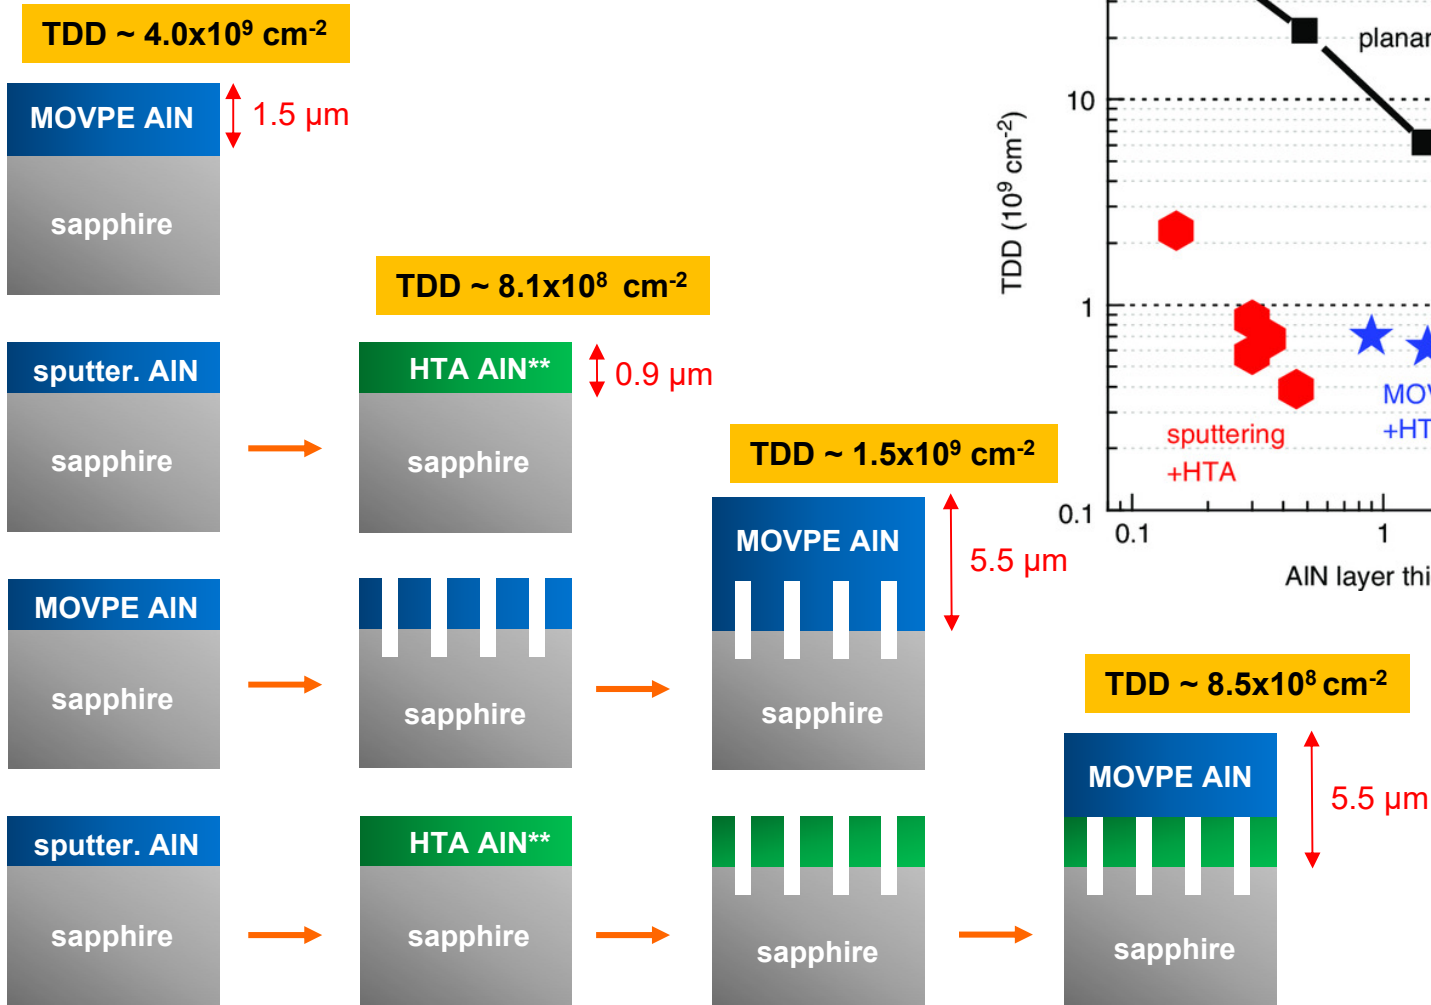 TDD ~ 4.0x10⁹ cm⁻²
MOVPE AlN
1.5 µm
sapphire
TDD ~ 8.1x10⁸ cm⁻²
sputter. AlN
HTA AlN**
0.9 µm
sapphire
sapphire
TDD ~ 1.5x10⁹ cm⁻²
MOVPE AlN
sapphire
sapphire
MOVPE AlN
5.5 µm
sapphire
TDD ~ 8.5x10⁸ cm⁻²
sputter. AlN
HTA AlN**
MOVPE AlN
5.5 µm
sapphire
sapphire
sapphire
sapphire
TDD (10⁹ cm⁻²)
10
1
0.1
0.1
1
sputtering
+HTA